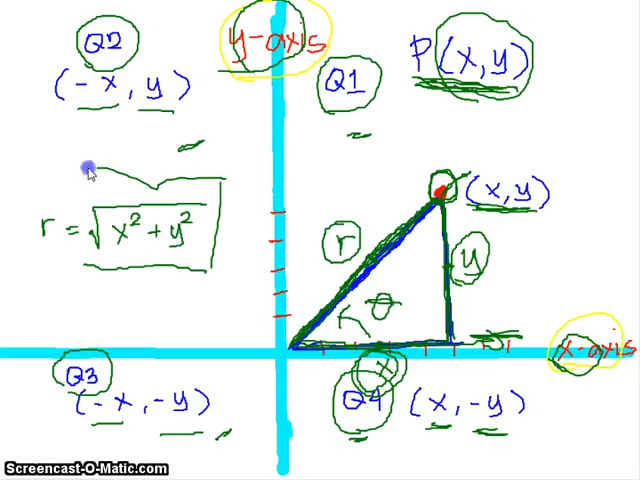 Q2
y-axis
P(x,y)
(-x, y)
Q1
(x,y)
r = √x² + y²
r
y
θ
x-axis
Q3
x
(-x, -y)
Q4
(x, -y)
Screencast-O-Matic.com